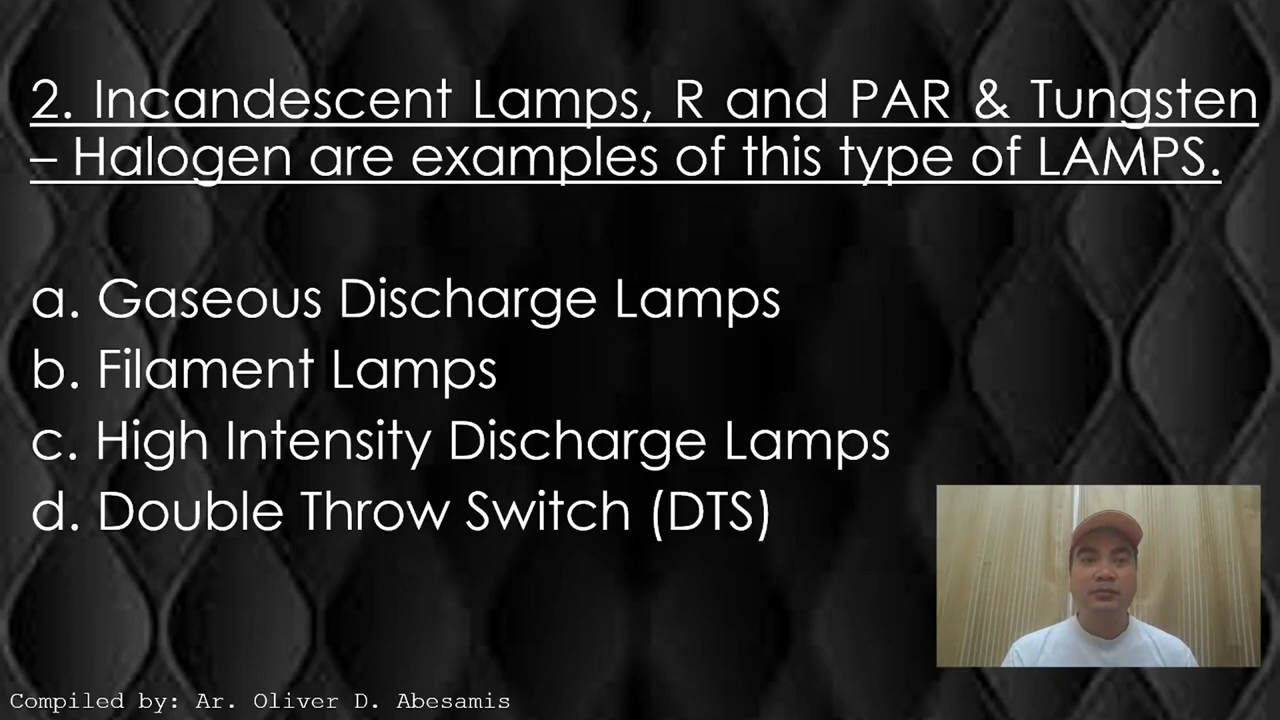 2. Incandescent Lamps, R and PAR & Tungsten
– Halogen are examples of this type of LAMPS.
a. Gaseous Discharge Lamps
b. Filament Lamps
c. High Intensity Discharge Lamps
d. Double Throw Switch (DTS)
Compiled by: Ar. Oliver D. Abesamis